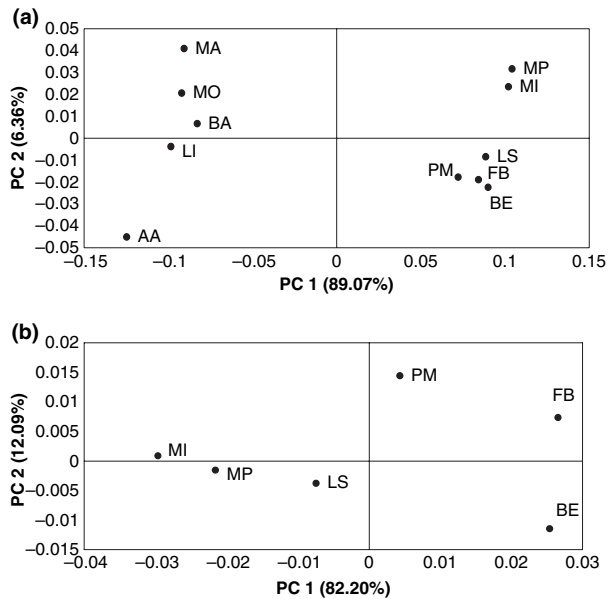 (a)
0.05
0.04
0.03
0.02
0.01
0
−0.01
−0.02
−0.03
−0.04
−0.05
PC 2 (6.36%)
MA
MO
BA
LI
AA
MP
MI
LS
PM
FB
BE
−0.15
−0.1
−0.05
0
0.05
0.1
0.15
PC 1 (89.07%)
(b)
0.02
0.015
0.01
0.005
0
−0.005
−0.01
−0.015
PC 2 (12.09%)
PM
FB
MI
MP
LS
BE
−0.04
−0.03
−0.02
−0.01
0
0.01
0.02
0.03
PC 1 (82.20%)